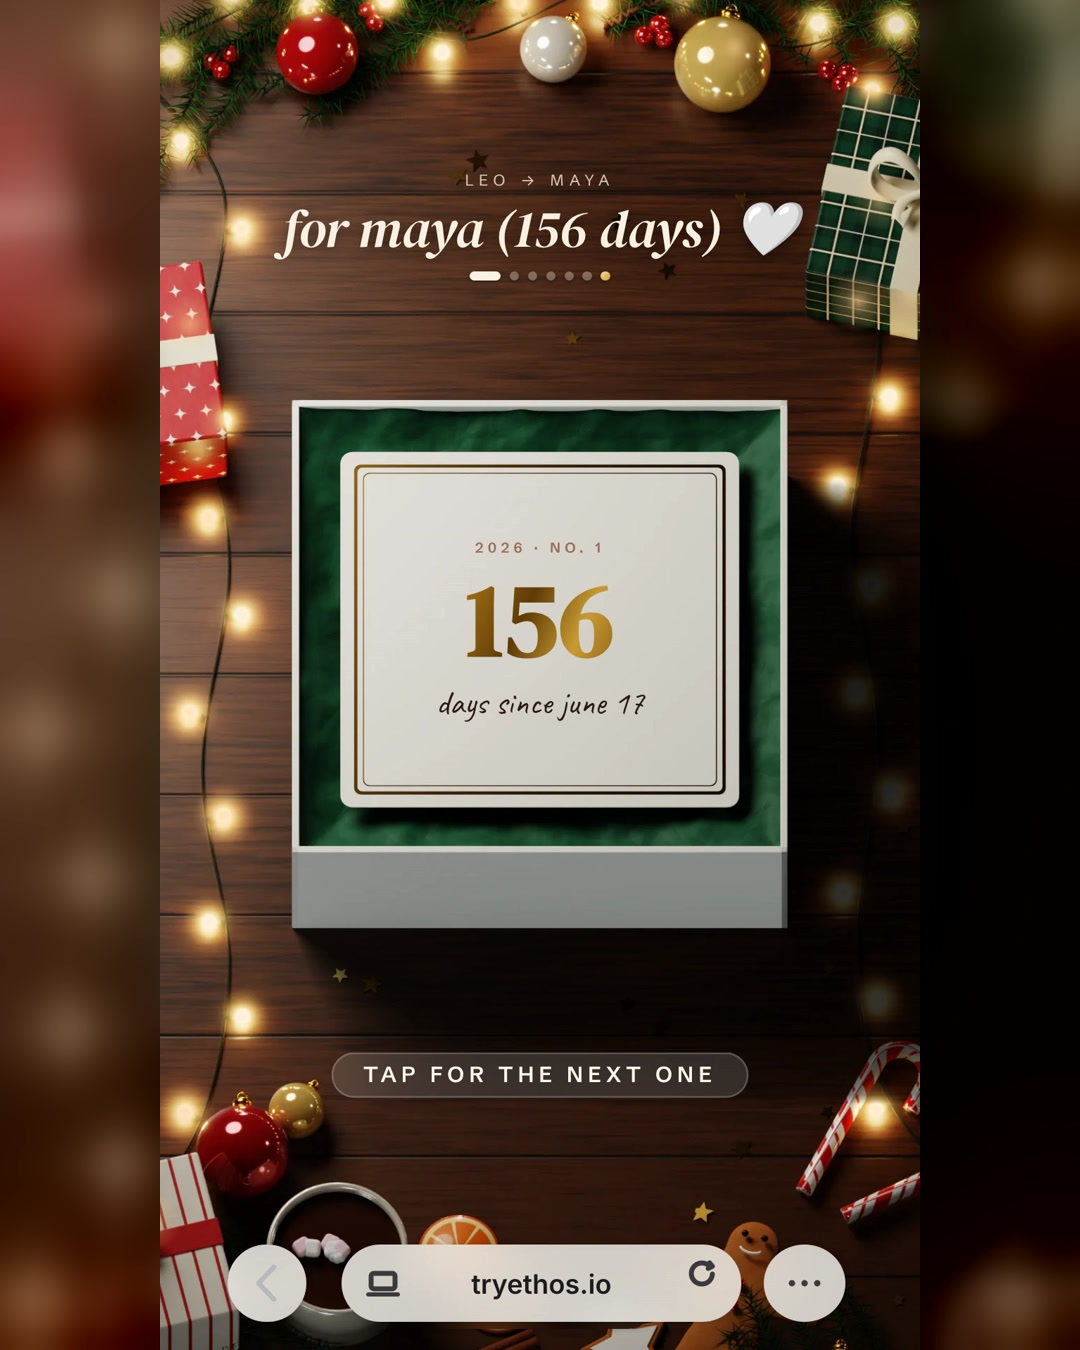 LEO → MAYA
for maya (156 days) 🤍
2026 · NO. 1
156
days since june 17
TAP FOR THE NEXT ONE
tryethos.io